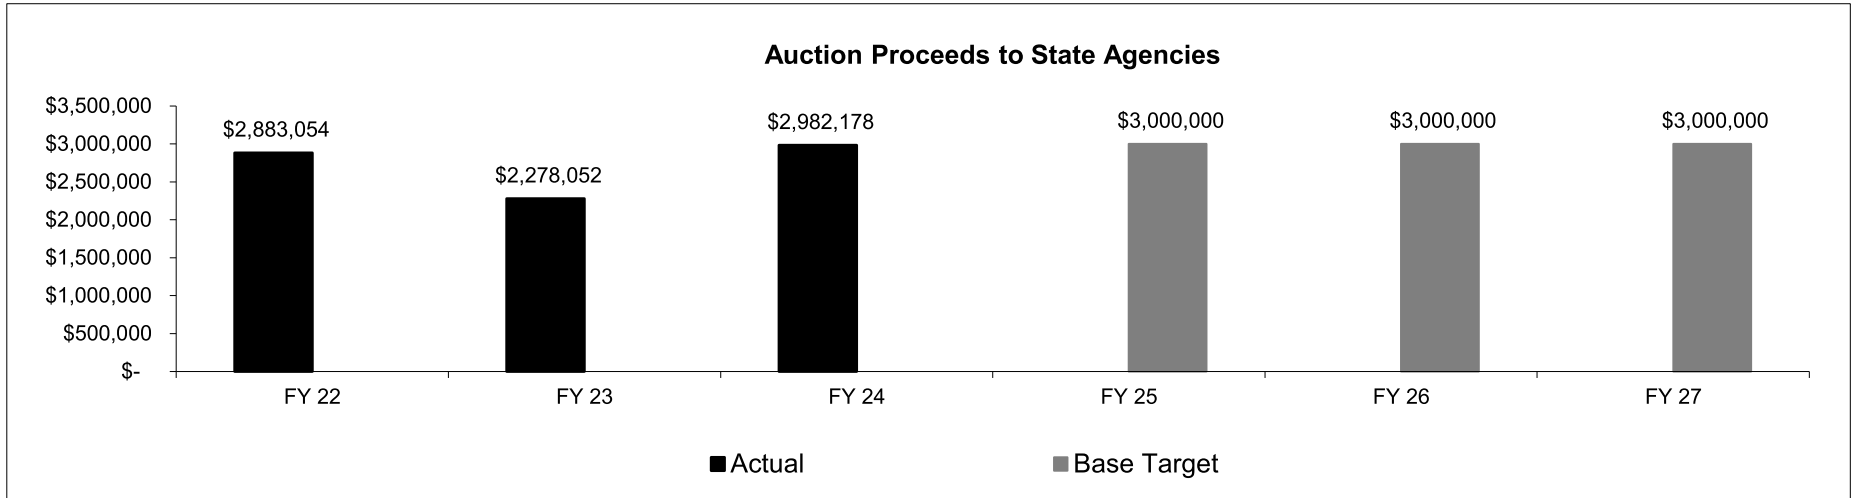 Auction Proceeds to State Agencies
$3,500,000
$3,000,000
$2,500,000
$2,000,000
$1,500,000
$1,000,000
$500,000
$-
$2,883,054
$2,278,052
$2,982,178
$3,000,000
$3,000,000
$3,000,000
FY 22
FY 23
FY 24
FY 25
FY 26
FY 27
Actual
Base Target